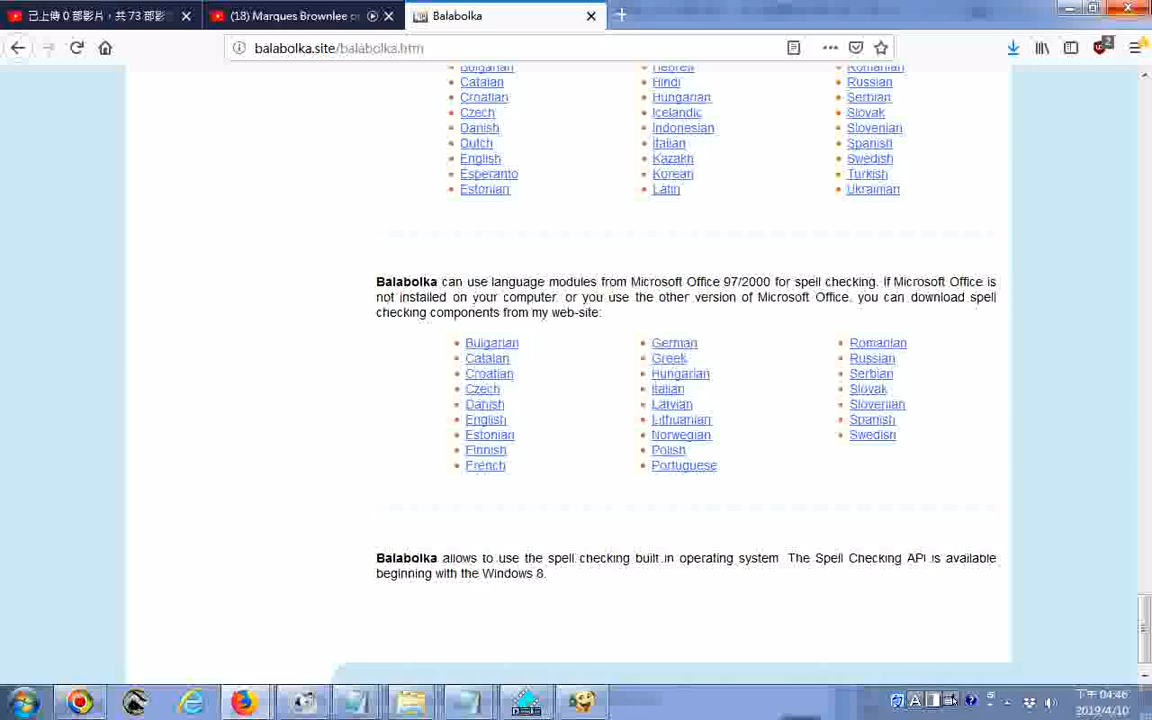 已上傳 0 部影片，共 73 部影
(18) Marques Brownlee
Balabolka
balabolka.site/balabolka.htm
2
Bulgarian Hebrew Romanian
Catalan Hindi Russian
Croatian Hungarian Serbian
Czech Icelandic Slovak
Danish Indonesian Slovenian
Dutch Italian Spanish
English Kazakh Swedish
Esperanto Korean Turkish
Estonian Latin Ukrainian
Balabolka can use language modules from Microsoft Office 97/2000 for spell checking. If Microsoft Office is
not installed on your computer, or you use the other version of Microsoft Office, you can download spell
checking components from my web-site:
Bulgarian German Romanian
Catalan Greek Russian
Croatian Hungarian Serbian
Czech Italian Slovak
Danish Latvian Slovenian
English Lithuanian Spanish
Estonian Norwegian Swedish
Finnish Polish
French Portuguese
Balabolka allows to use the spell checking built in operating system. The Spell Checking API is available
beginning with the Windows 8.
下午 04:46
2019/4/10